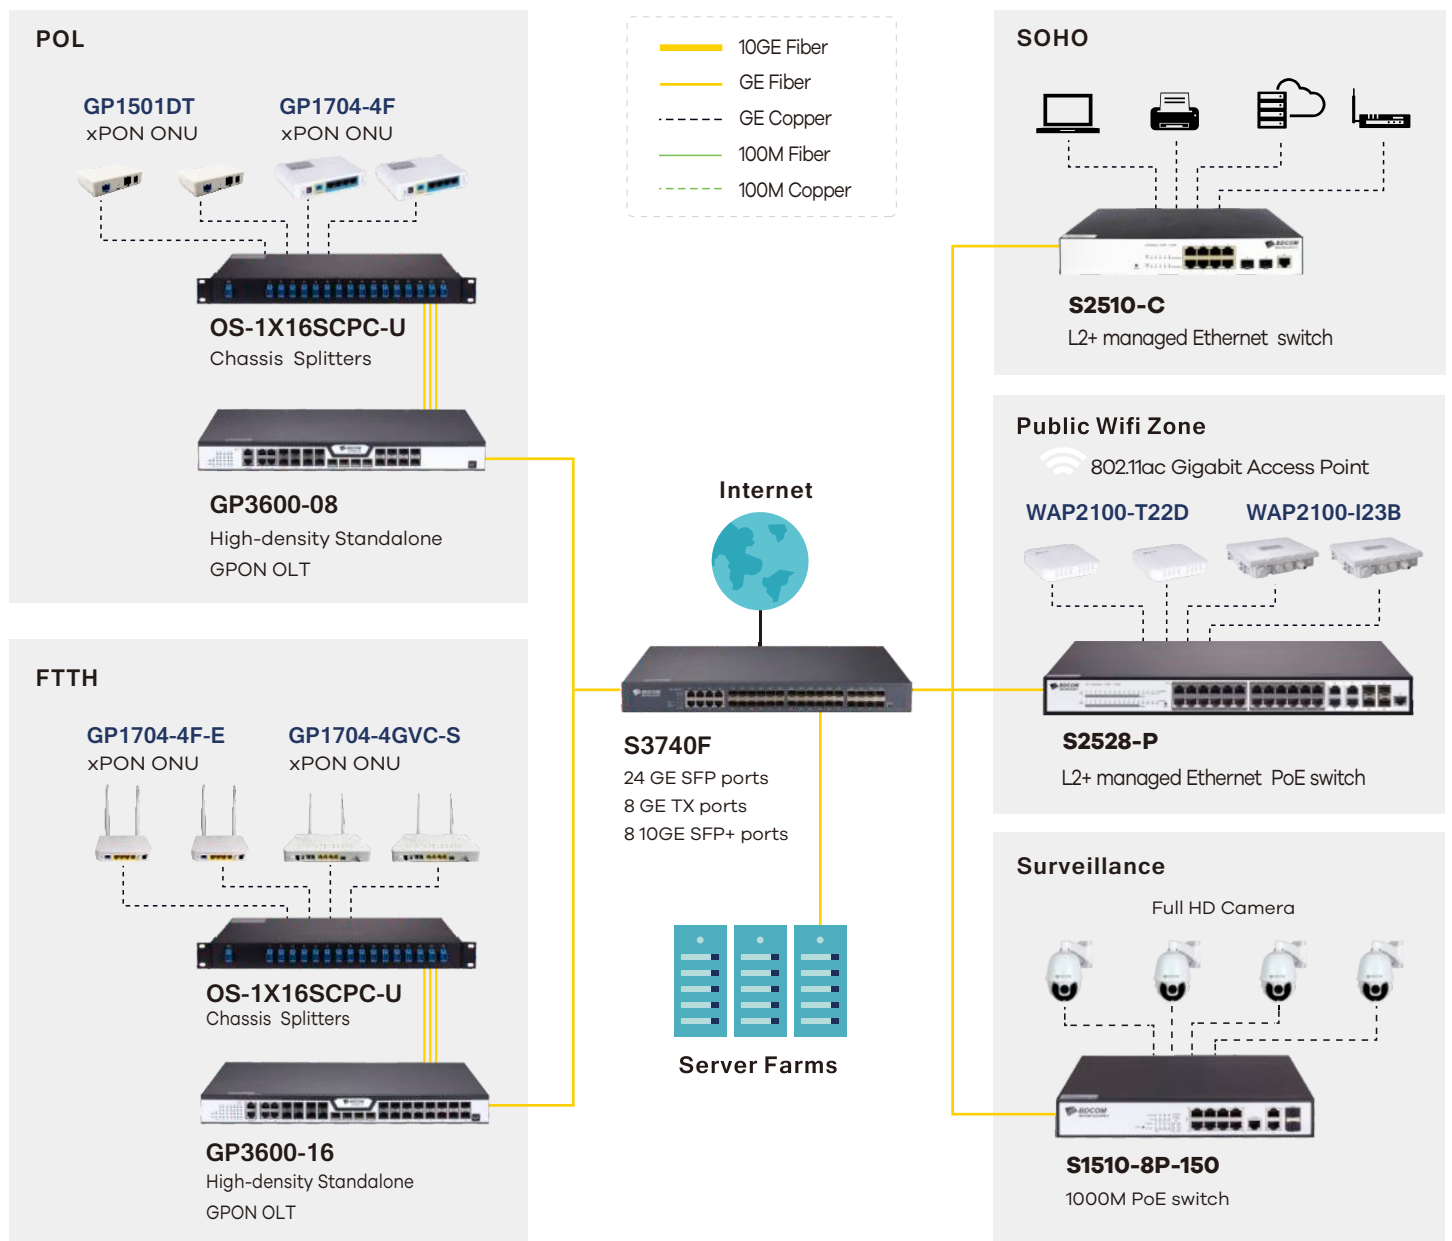 POL
GP1501DT
xPON ONU
GP1704-4F
xPON ONU
OS-1X16SCPC-U
Chassis Splitters
GP3600-08
High-density Standalone
GPON OLT
FTTH
GP1704-4F-E
xPON ONU
GP1704-4GVC-S
xPON ONU
OS-1X16SCPC-U
Chassis Splitters
GP3600-16
High-density Standalone
GPON OLT
10GE Fiber
GE Fiber
GE Copper
100M Fiber
100M Copper
Internet
BDCOM
S3740F
24 GE SFP ports
8 GE TX ports
8 10GE SFP+ ports
Server Farms
SOHO
BDCOM
S2510-C
L2+ managed Ethernet switch
Public Wifi Zone
802.11ac Gigabit Access Point
WAP2100-T22D
WAP2100-I23B
BDCOM
S2528-P
L2+ managed Ethernet PoE switch
Surveillance
Full HD Camera
BDCOM
S1510-8P-150
1000M PoE switch